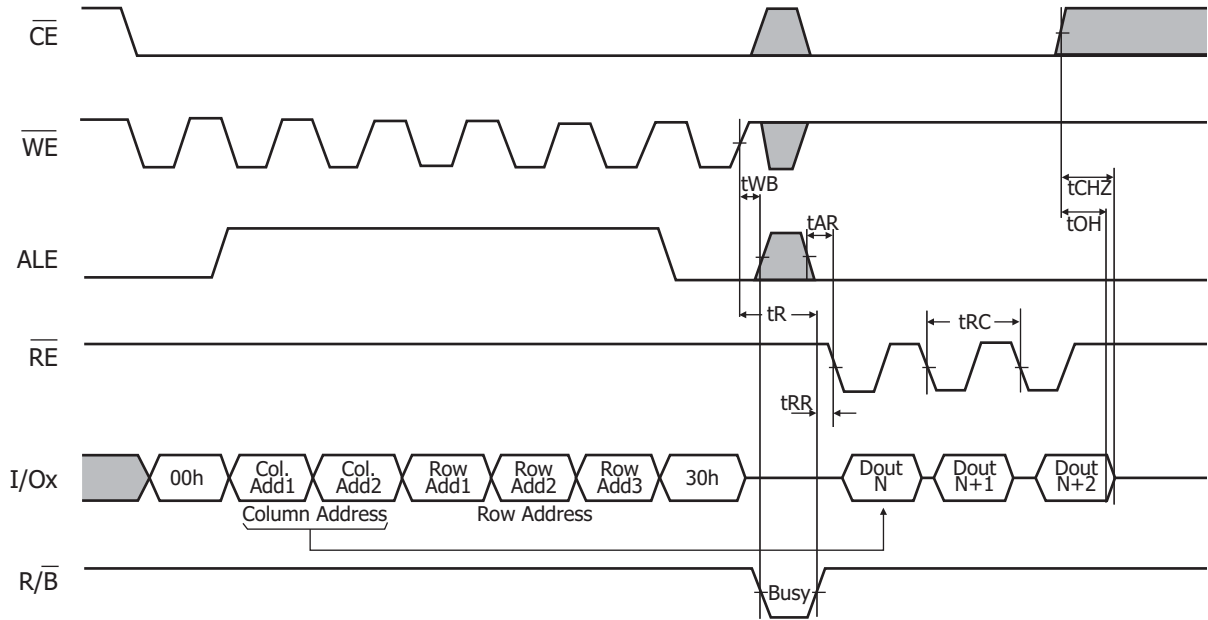 CE
WE
tWB
tCHZ
tOH
tAR
ALE
tR
tRC
RE
tRR
I/Ox
00h
Col.
Add1
Col.
Add2
Row
Add1
Row
Add2
Row
Add3
30h
Dout
N
Dout
N+1
Dout
N+2
Column Address
Row Address
R/B
Busy